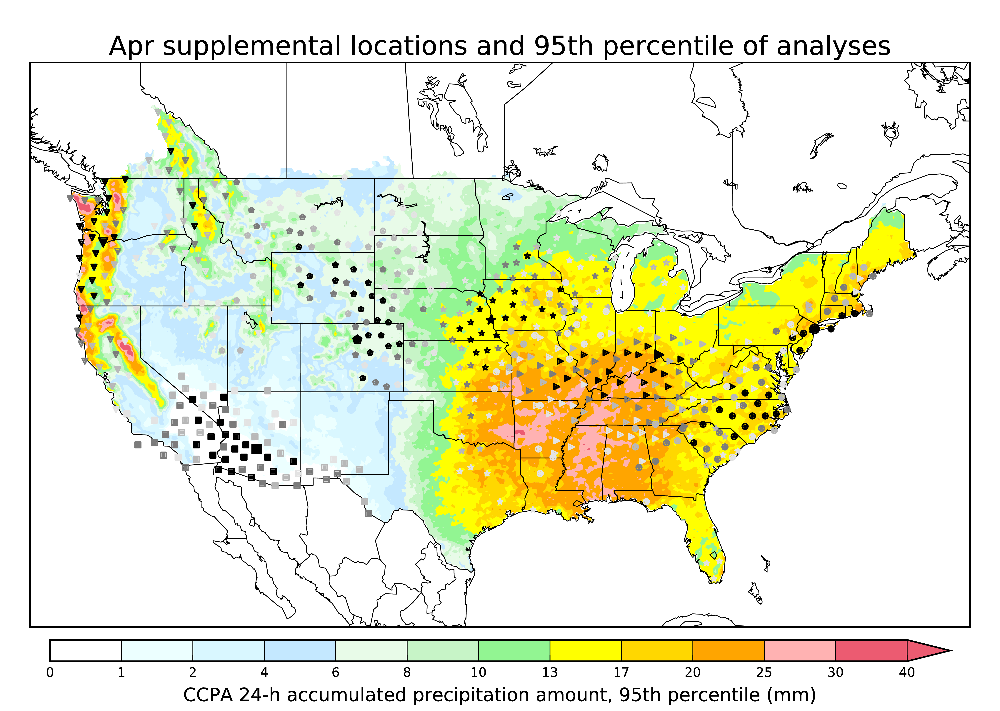 Apr supplemental locations and 95th percentile of analyses
0 1 2 4 6 8 10 13 17 20 25 30 40
CCPA 24-h accumulated precipitation amount, 95th percentile (mm)